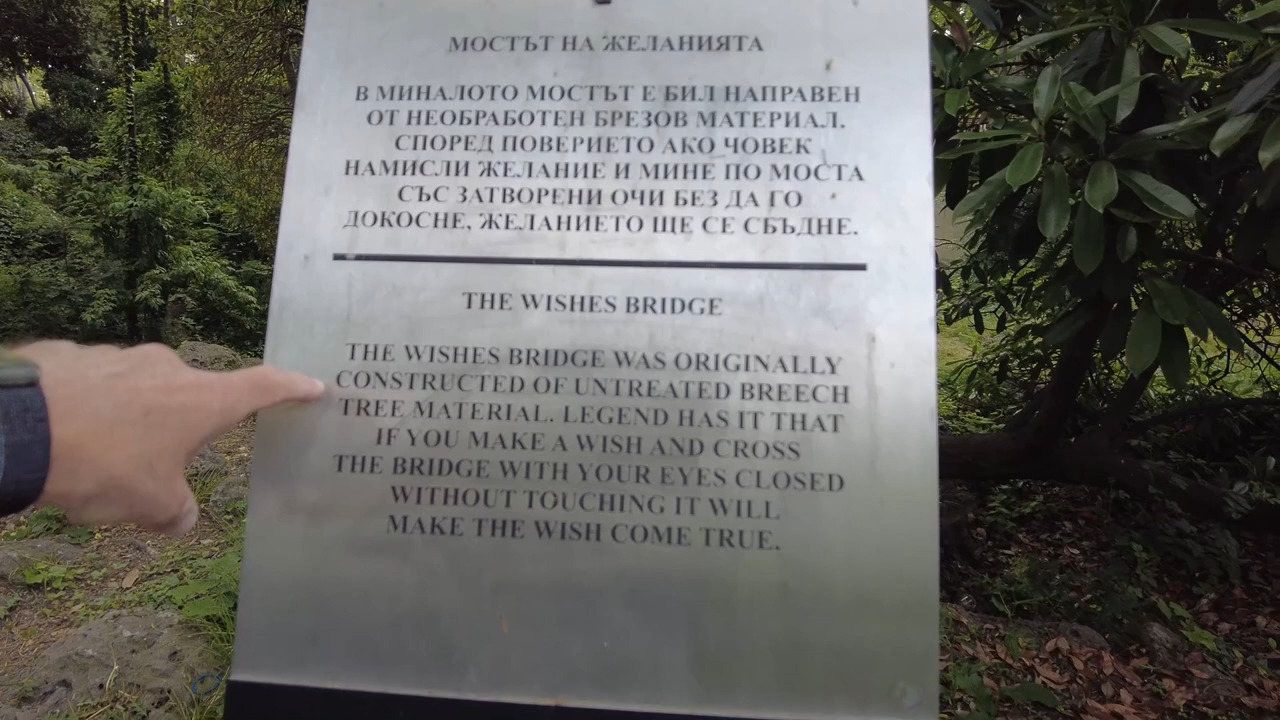 МОСТЪТ НА ЖЕЛАНИЯТА
В МИНАЛОТО МОСТЪТ Е БИЛ НАПРАВЕН
ОТ НЕОБРАБОТЕН БРЕЗОВ МАТЕРИАЛ.
СПОРЕД ПОВЕРИЕТО АКО ЧОВЕК
НАМИСЛИ ЖЕЛАНИЕ И МИНЕ ПО МОСТА
СЪС ЗАТВОРЕНИ ОЧИ БЕЗ ДА ГО
ДОКОСНЕ, ЖЕЛАНИЕТО ЩЕ СЕ СБЪДНЕ.
THE WISHES BRIDGE
THE WISHES BRIDGE WAS ORIGINALLY
CONSTRUCTED OF UNTREATED BREECH
TREE MATERIAL. LEGEND HAS IT THAT
IF YOU MAKE A WISH AND CROSS
THE BRIDGE WITH YOUR EYES CLOSED
WITHOUT TOUCHING IT WILL
MAKE THE WISH COME TRUE.